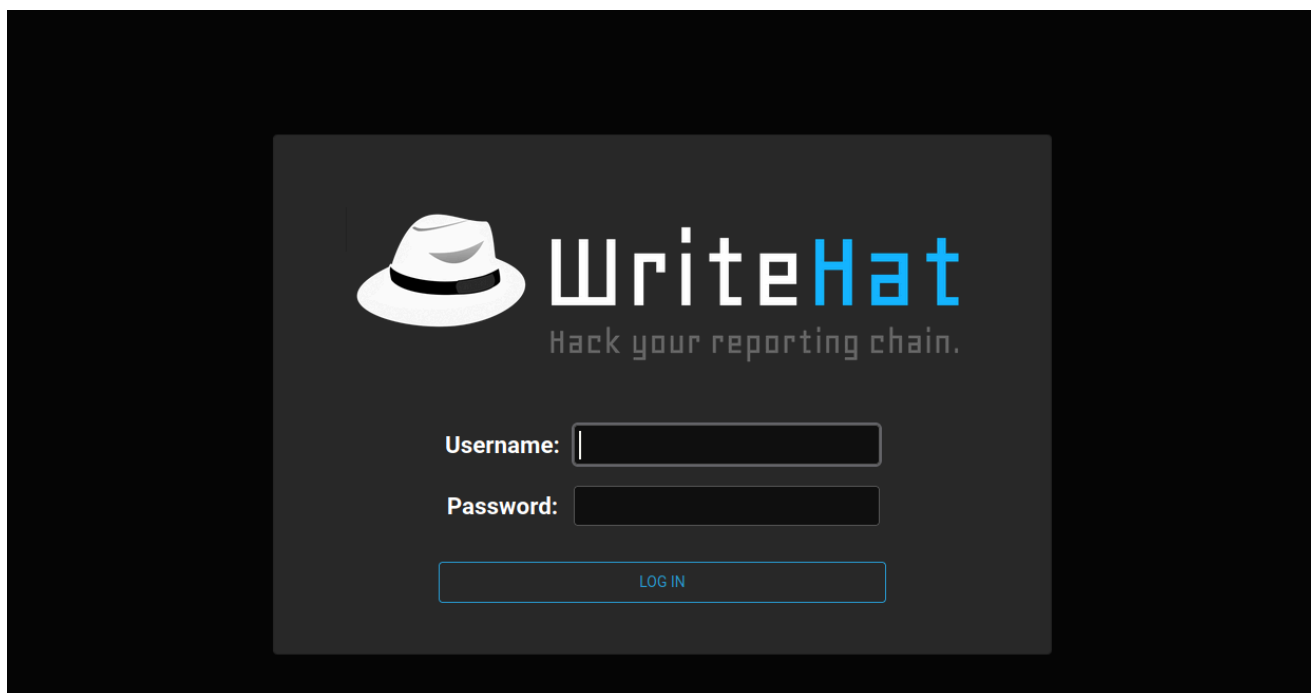 WriteHat
Hack your reporting chain.
Username:
Password:
LOG IN